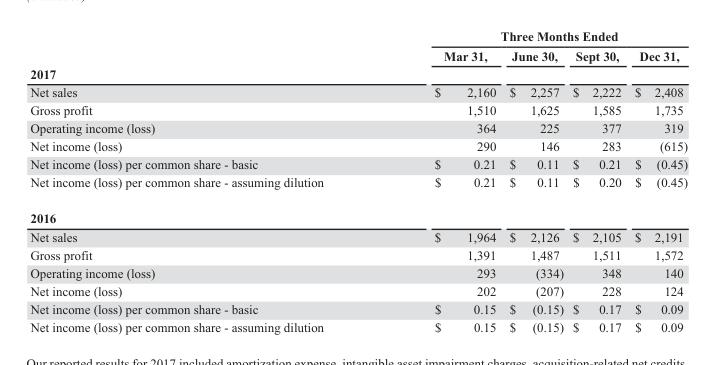 Three Months Ended
Mar 31, June 30, Sept 30, Dec 31,
2017
Net sales $ 2,160 $ 2,257 $ 2,222 $ 2,408
Gross profit 1,510 1,625 1,585 1,735
Operating income (loss) 364 225 377 319
Net income (loss) 290 146 283 (615)
Net income (loss) per common share - basic $ 0.21 $ 0.11 $ 0.21 $ (0.45)
Net income (loss) per common share - assuming dilution $ 0.21 $ 0.11 $ 0.20 $ (0.45)
2016
Net sales $ 1,964 $ 2,126 $ 2,105 $ 2,191
Gross profit 1,391 1,487 1,511 1,572
Operating income (loss) 293 (334) 348 140
Net income (loss) 202 (207) 228 124
Net income (loss) per common share - basic $ 0.15 $ (0.15) $ 0.17 $ 0.09
Net income (loss) per common share - assuming dilution $ 0.15 $ (0.15) $ 0.17 $ 0.09
Our reported results for 2017 included amortization expense, intangible asset impairment charges, acquisition-related net credits